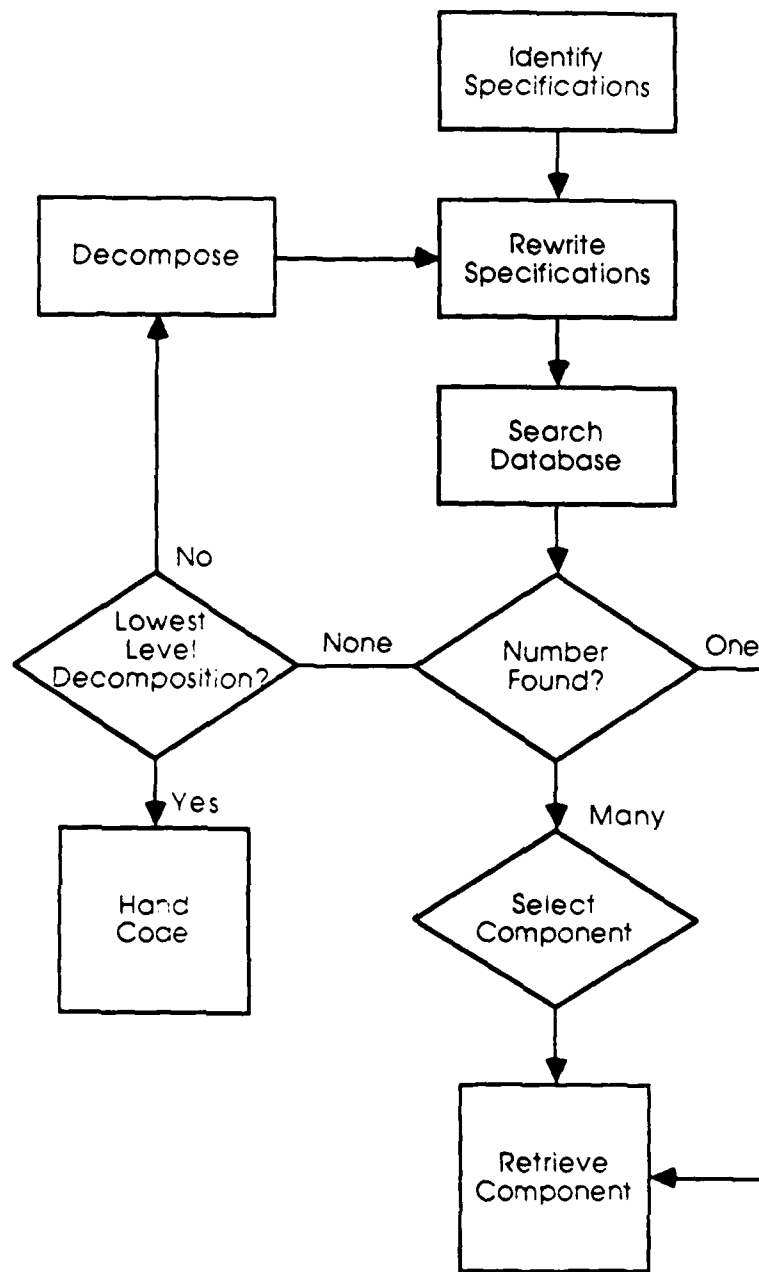 Identify
Specifications
Decompose
Rewrite
Specifications
Search
Database
No
Lowest
Level
Decomposition?
None
Number
Found?
One
Yes
Many
Hand
Code
Select
Component
Retrieve
Component